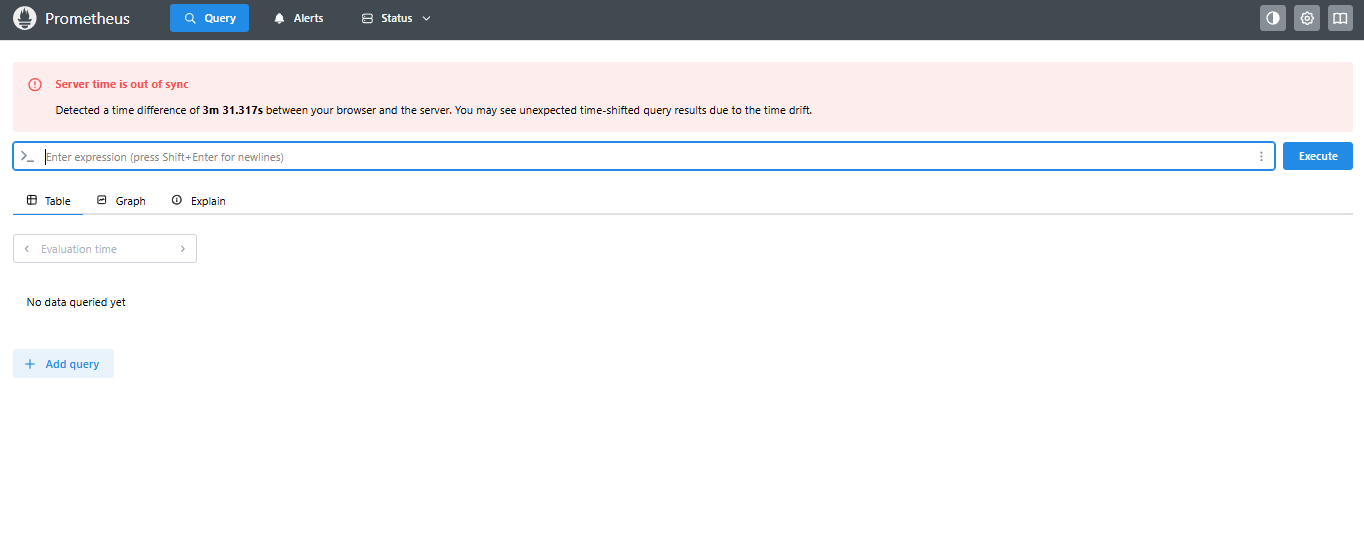 Prometheus Query Alerts Status
Server time is out of sync
Detected a time difference of 3m 31.317s between your browser and the server. You may see unexpected time-shifted query results due to the time drift.
Enter expression (press Shift+Enter for newlines) Execute
Table Graph Explain
Evaluation time
No data queried yet
Add query